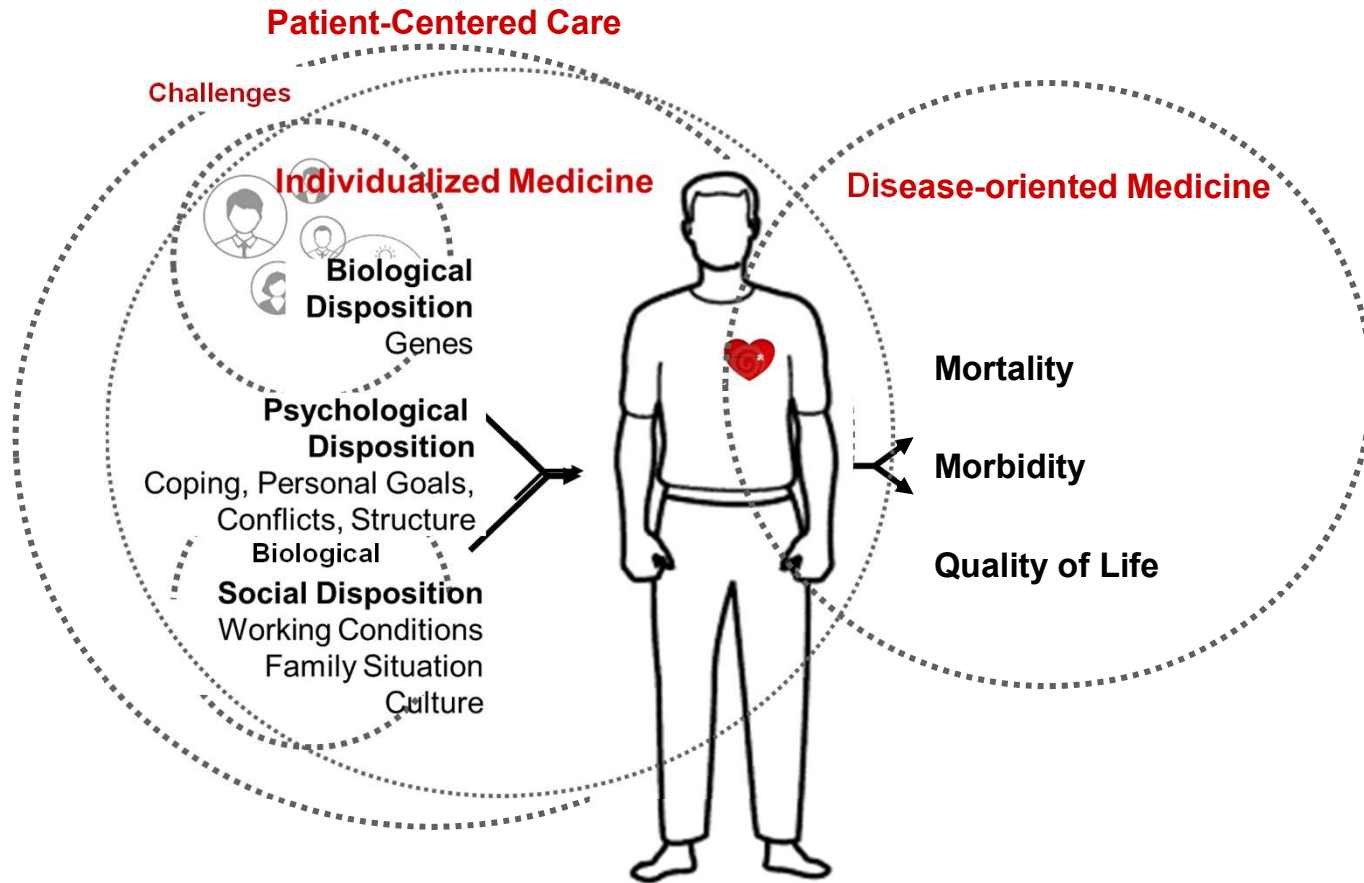 Patient-Centered Care
Challenges
Individualized Medicine
Disease-oriented Medicine
Biological
Disposition
Genes
Psychological
Disposition
Coping, Personal Goals,
Conflicts, Structure
Biological
Social Disposition
Working Conditions
Family Situation
Culture
Mortality
Morbidity
Quality of Life